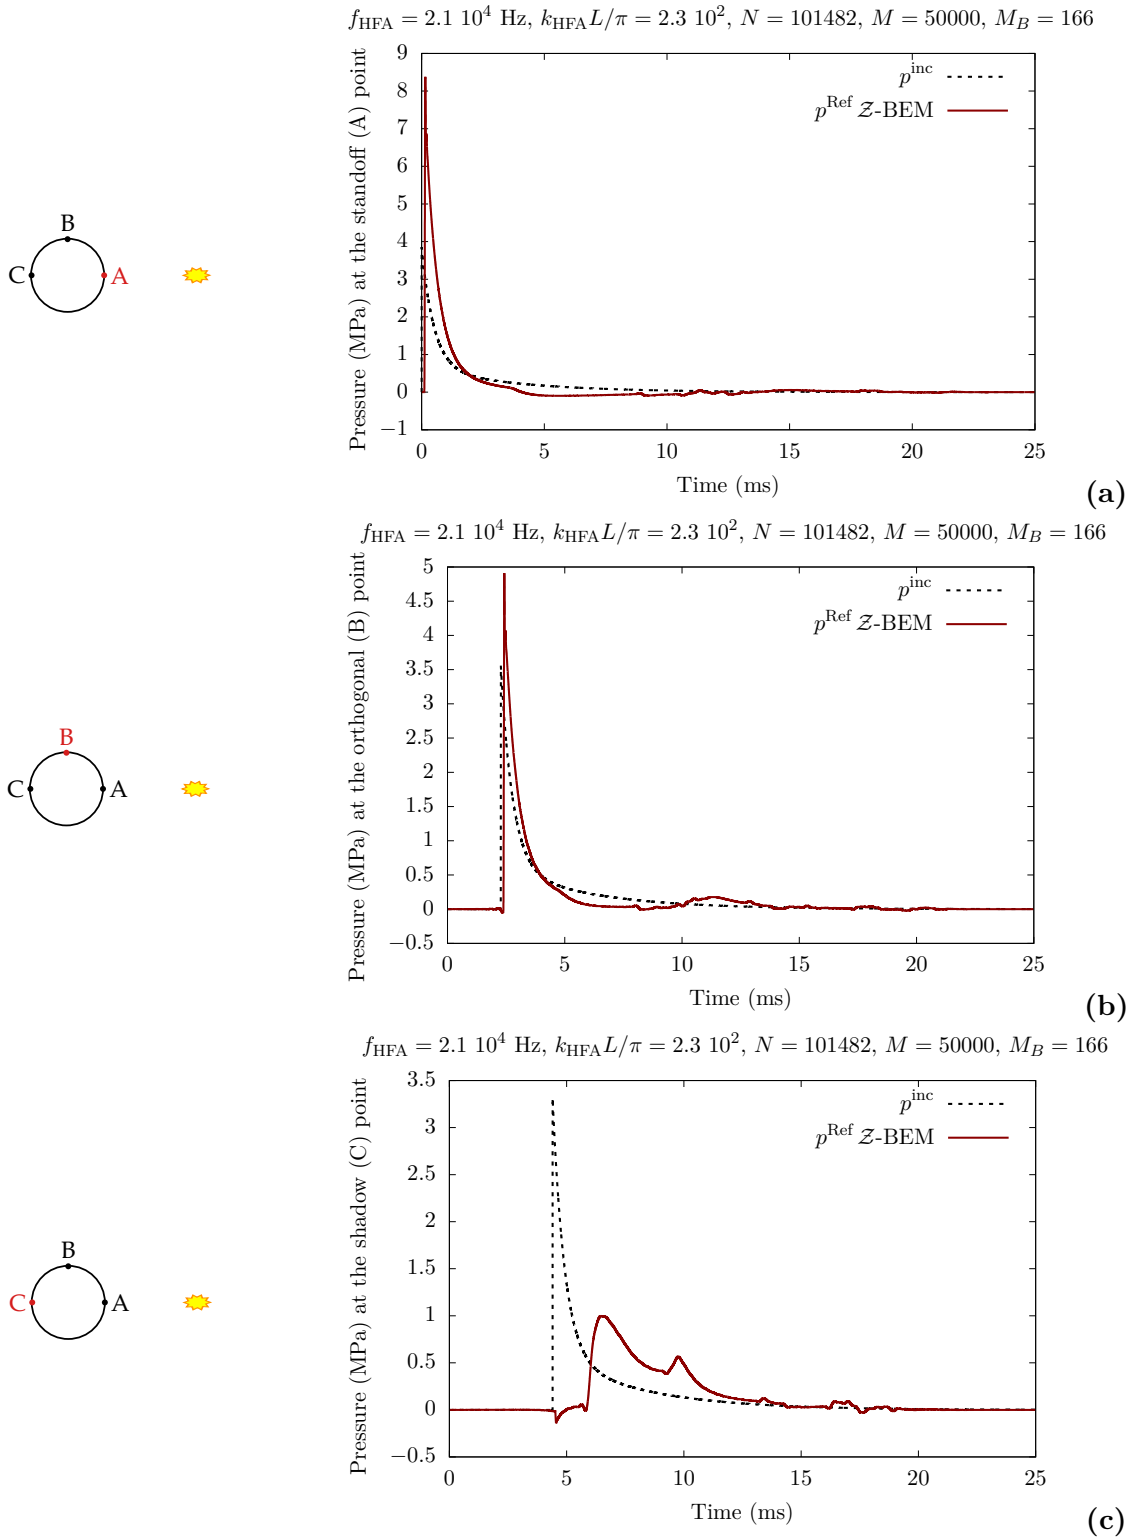 f_HFA = 2.1 10^4 Hz, k_HFA L/π = 2.3 10^2, N = 101482, M = 50000, M_B = 166
Pressure (MPa) at the standoff (A) point
9
8
7
6
5
4
3
2
1
0
−1
p^inc
p^Ref 𝒵-BEM
0 5 10 15 20 25
Time (ms)
B
C A
(a)
f_HFA = 2.1 10^4 Hz, k_HFA L/π = 2.3 10^2, N = 101482, M = 50000, M_B = 166
Pressure (MPa) at the orthogonal (B) point
5
4.5
4
3.5
3
2.5
2
1.5
1
0.5
0
−0.5
p^inc
p^Ref 𝒵-BEM
0 5 10 15 20 25
Time (ms)
B
C A
(b)
f_HFA = 2.1 10^4 Hz, k_HFA L/π = 2.3 10^2, N = 101482, M = 50000, M_B = 166
Pressure (MPa) at the shadow (C) point
3.5
3
2.5
2
1.5
1
0.5
0
−0.5
p^inc
p^Ref 𝒵-BEM
0 5 10 15 20 25
Time (ms)
B
C A
(c)